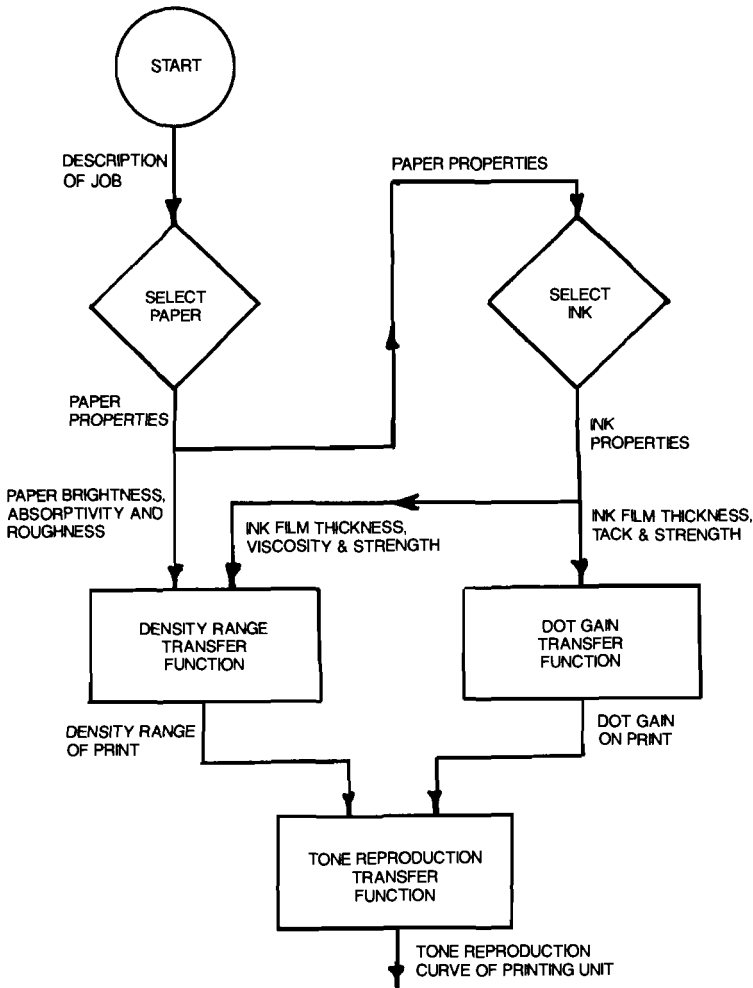 START
DESCRIPTION
OF JOB
PAPER PROPERTIES
SELECT
PAPER
SELECT
INK
PAPER
PROPERTIES
INK
PROPERTIES
PAPER BRIGHTNESS,
ABSORPTIVITY AND
ROUGHNESS
INK FILM THICKNESS,
VISCOSITY & STRENGTH
INK FILM THICKNESS,
TACK & STRENGTH
DENSITY RANGE
TRANSFER
FUNCTION
DOT GAIN
TRANSFER
FUNCTION
DENSITY RANGE
OF PRINT
DOT GAIN
ON PRINT
TONE REPRODUCTION
TRANSFER
FUNCTION
TONE REPRODUCTION
CURVE OF PRINTING UNIT